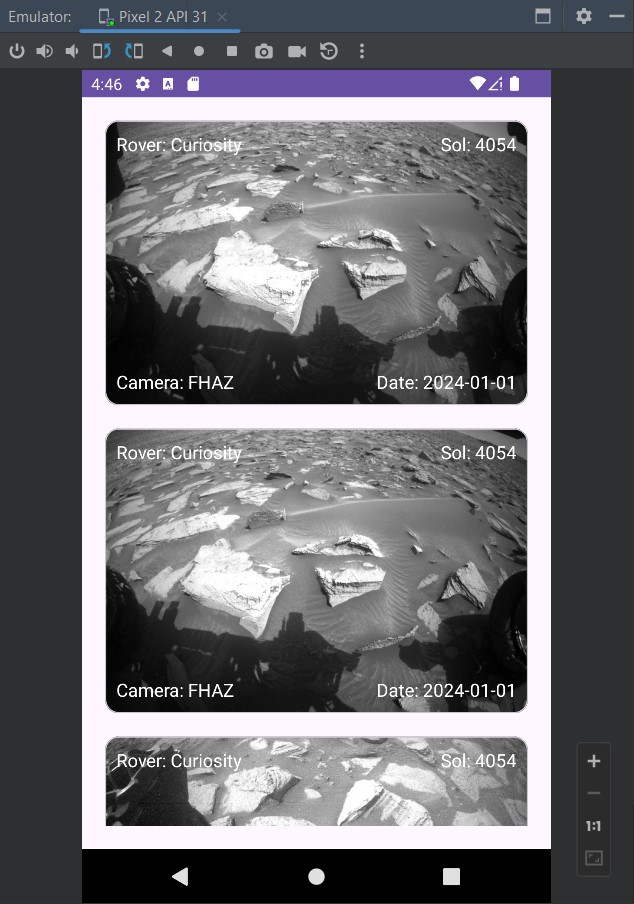 Emulator: Pixel 2 API 31
4:46
Rover: Curiosity Sol: 4054
Camera: FHAZ Date: 2024-01-01
Rover: Curiosity Sol: 4054
Camera: FHAZ Date: 2024-01-01
Rover: Curiosity Sol: 4054
1:1